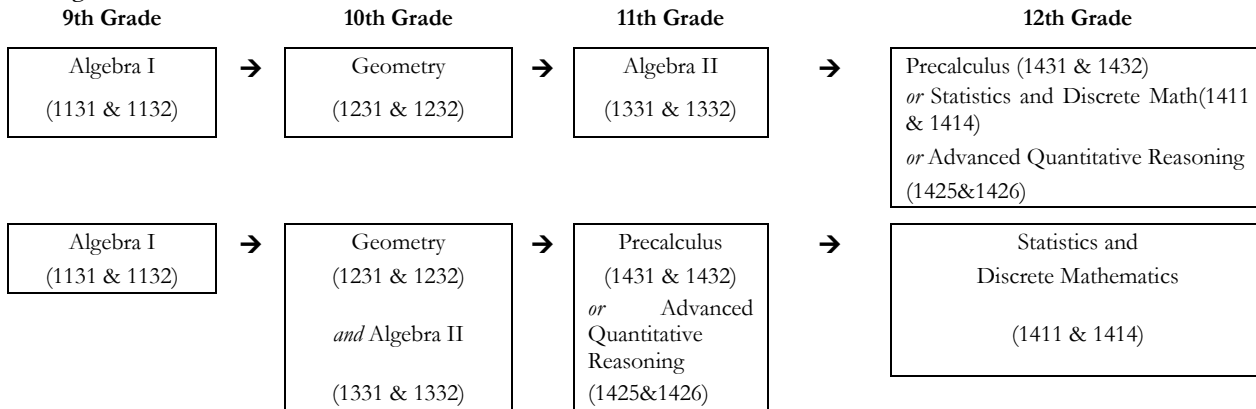 9th Grade 10th Grade 11th Grade 12th Grade
Algebra I → Geometry → Algebra II → Precalculus (1431 & 1432)
(1131 & 1132) (1231 & 1232) (1331 & 1332) or Statistics and Discrete Math(1411
& 1414)
or Advanced Quantitative Reasoning
(1425&1426)
Algebra I → Geometry → Precalculus → Statistics and
(1131 & 1132) (1231 & 1232) (1431 & 1432) Discrete Mathematics
or Advanced
and Algebra II Quantitative (1411 & 1414)
Reasoning
(1331 & 1332) (1425&1426)